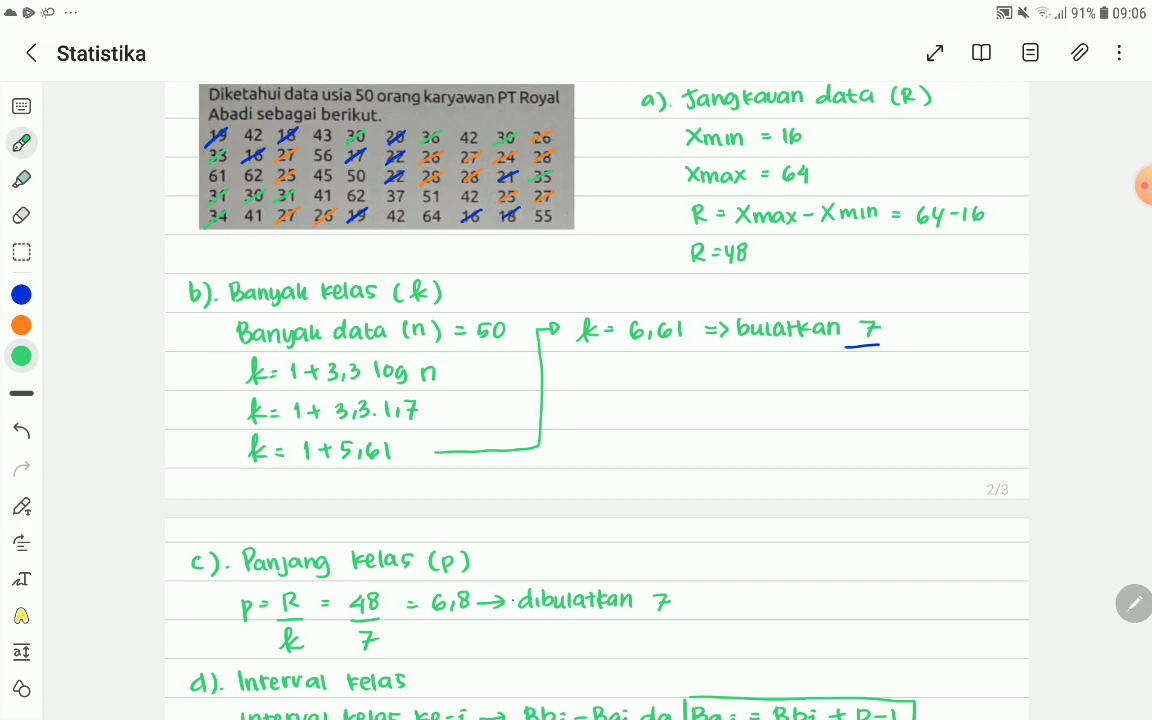 91% 09:06
Statistika
Diketahui data usia 50 orang karyawan PT Royal
Abadi sebagai berikut.
19 42 18 43 30 20 36 42 30 26
33 16 27 56 17 22 26 27 24 28
61 62 25 45 50 22 28 26 21 35
31 30 31 41 62 37 51 42 25 27
34 41 27 26 19 42 64 16 18 55
a). Jangkauan data (R)
Xmin = 16
Xmax = 64
R = Xmax - Xmin = 64-16
R = 48
b). Banyak kelas (k)
Banyak data (n) = 50
k = 1 + 3,3 log n
k = 1 + 3,3 . 1,7
k = 1 + 5,61
k = 6,61 => bulatkan 7
2/3
c). Panjang kelas (p)
p = R/k = 48/7 = 6,8 → dibulatkan 7
d). Interval kelas
Interval kelas ke-i →